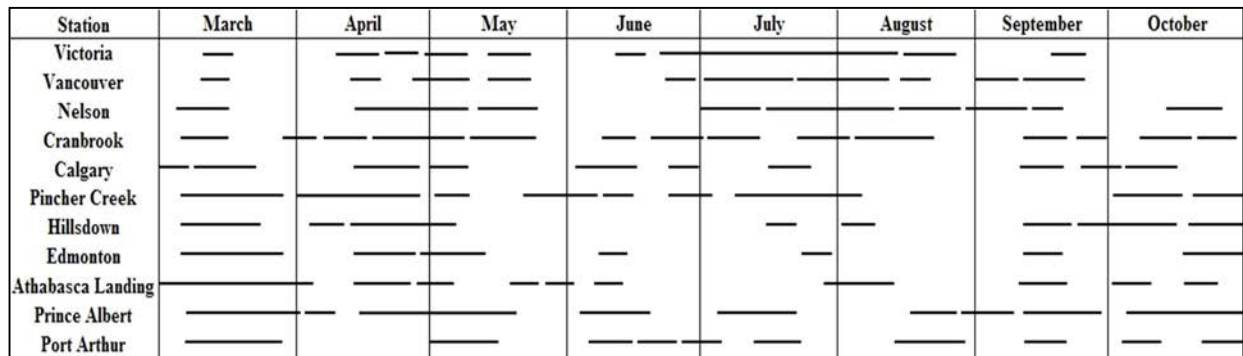 Station March April May June July August September October
Victoria
Vancouver
Nelson
Cranbrook
Calgary
Pincher Creek
Hillsdown
Edmonton
Athabasca Landing
Prince Albert
Port Arthur